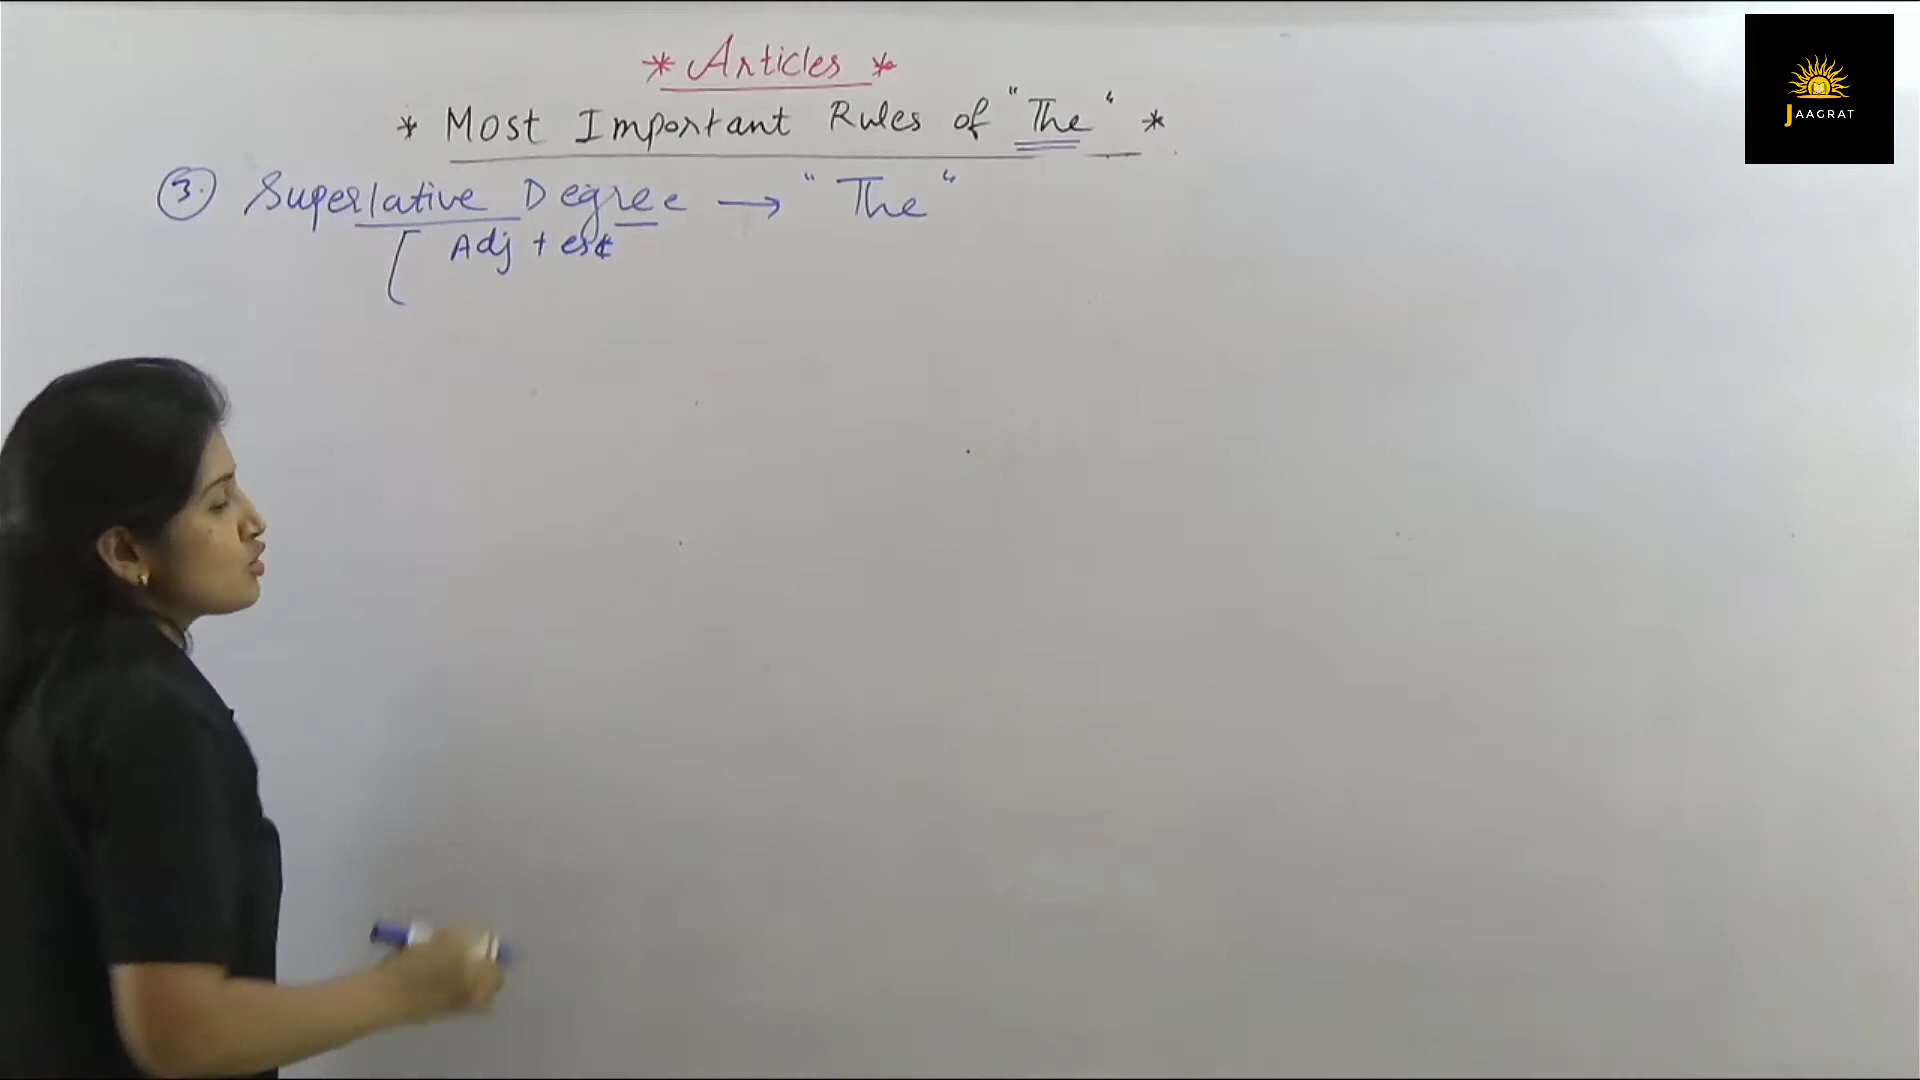 * Articles *
* Most Important Rules of "The" *
3. Superlative Degree → "The"
[ Adj + est
JAAGRAT